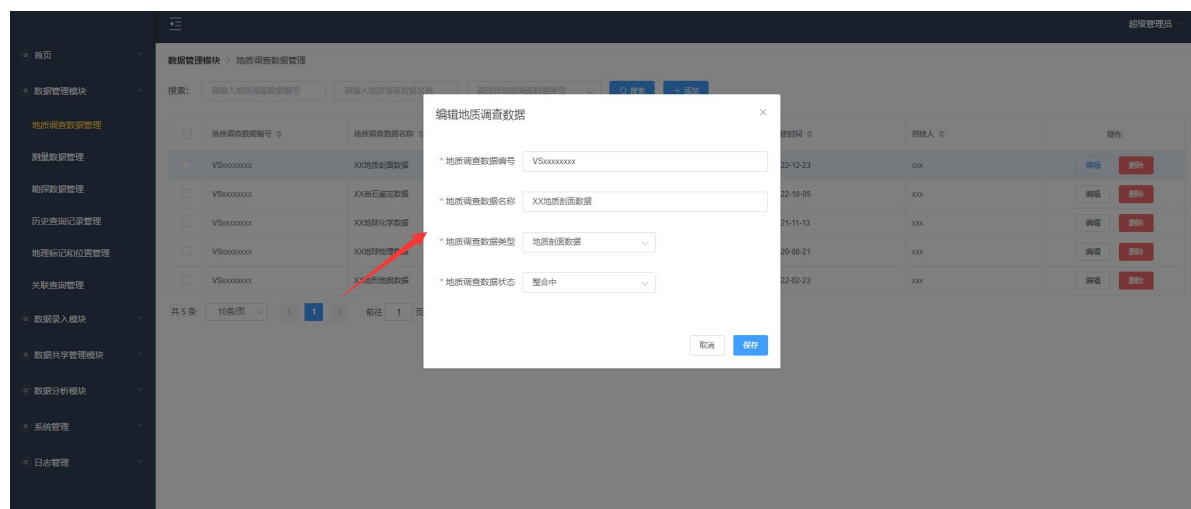 超级管理员
首页
数据管理模块
地质调查数据管理
测量数据管理
勘探数据管理
历史查询记录管理
地理标记和位置管理
关联查询管理
数据录入模块
数据共享管理模块
数据分析模块
系统管理
日志管理
数据管理模块 地质调查数据管理
搜索: 请输入地质调查数据编号 请输入地质调查数据名称 请选择地质调查数据类型 搜索 + 添加
地质调查数据编号 地质调查数据名称 创建人 操作
VSxxxxxxxx XX地质剖面数据 22-12-23 xxx 编辑 删除
VSxxxxxxxx XX岩石鉴定数据 22-10-05 xxx 编辑 删除
VSxxxxxxxx XX地球化学数据 21-11-13 xxx 编辑 删除
VSxxxxxxxx XX地球物理数据 20-08-21 xxx 编辑 删除
VSxxxxxxxx XX地形地貌数据 22-02-23 xxx 编辑 删除
共 5 条 10条/页 1 前往 1 页
编辑地质调查数据
* 地质调查数据编号 VSxxxxxxxx
* 地质调查数据名称 XX地质剖面数据
* 地质调查数据类型 地质剖面数据
* 地质调查数据状态 整合中
取消 保存